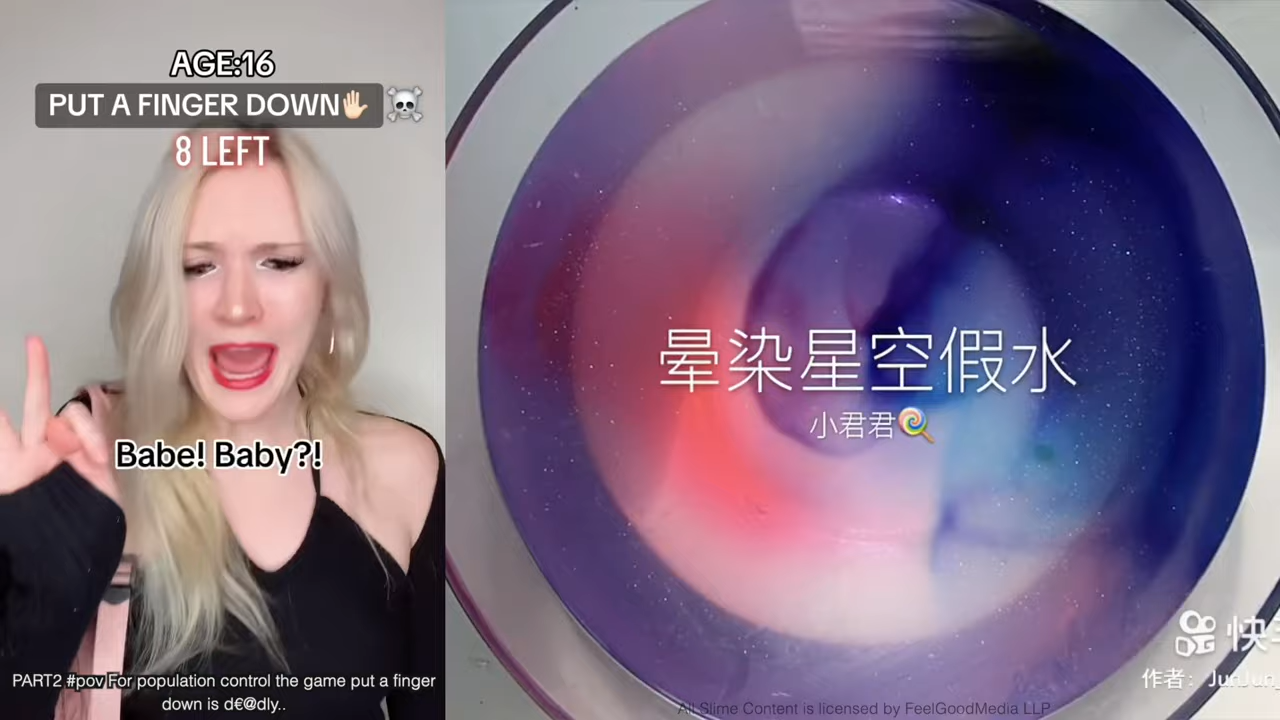 AGE:16
PUT A FINGER DOWN✋🏻 ☠️
8 LEFT
Babe! Baby?!
PART2 #pov For population control the game put a finger
down is d€@dly..
晕染星空假水
小君君🍭
快
作者：JunJun
All Slime Content is licensed by FeelGoodMedia LLP